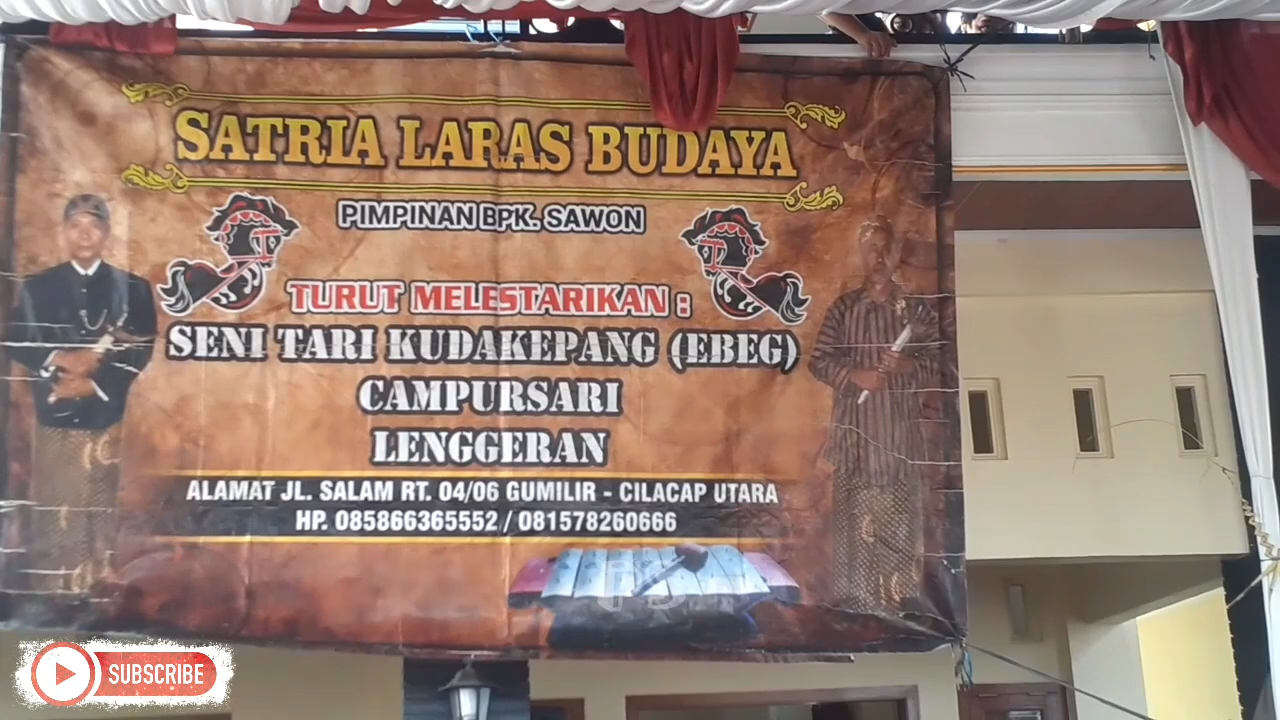 SATRIA LARAS BUDAYA
PIMPINAN BPK. SAWON
TURUT MELESTARIKAN :
SENI TARI KUDAKEPANG (EBEG)
CAMPURSARI
LENGGERAN
ALAMAT JL. SALAM RT. 04/06 GUMILIR - CILACAP UTARA
HP. 085866365552 / 081578260666
SUBSCRIBE